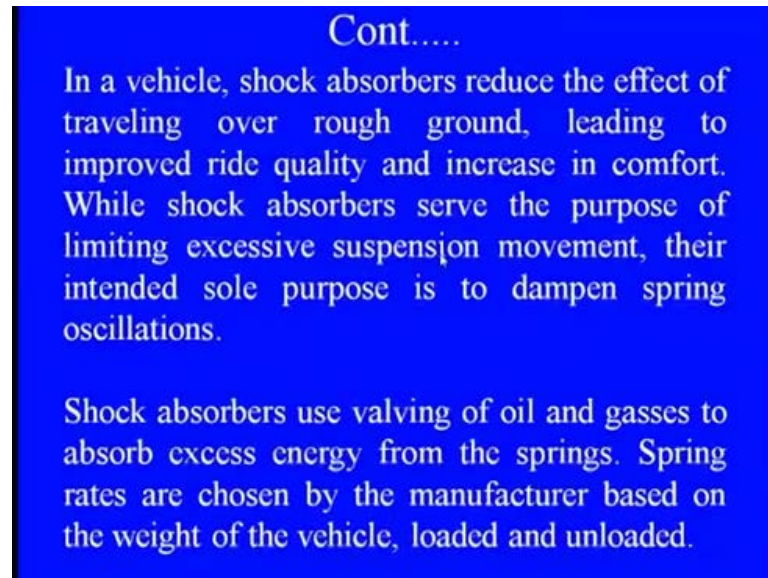 Cont.....
In a vehicle, shock absorbers reduce the effect of
traveling over rough ground, leading to
improved ride quality and increase in comfort.
While shock absorbers serve the purpose of
limiting excessive suspension movement, their
intended sole purpose is to dampen spring
oscillations.
Shock absorbers use valving of oil and gasses to
absorb excess energy from the springs. Spring
rates are chosen by the manufacturer based on
the weight of the vehicle, loaded and unloaded.